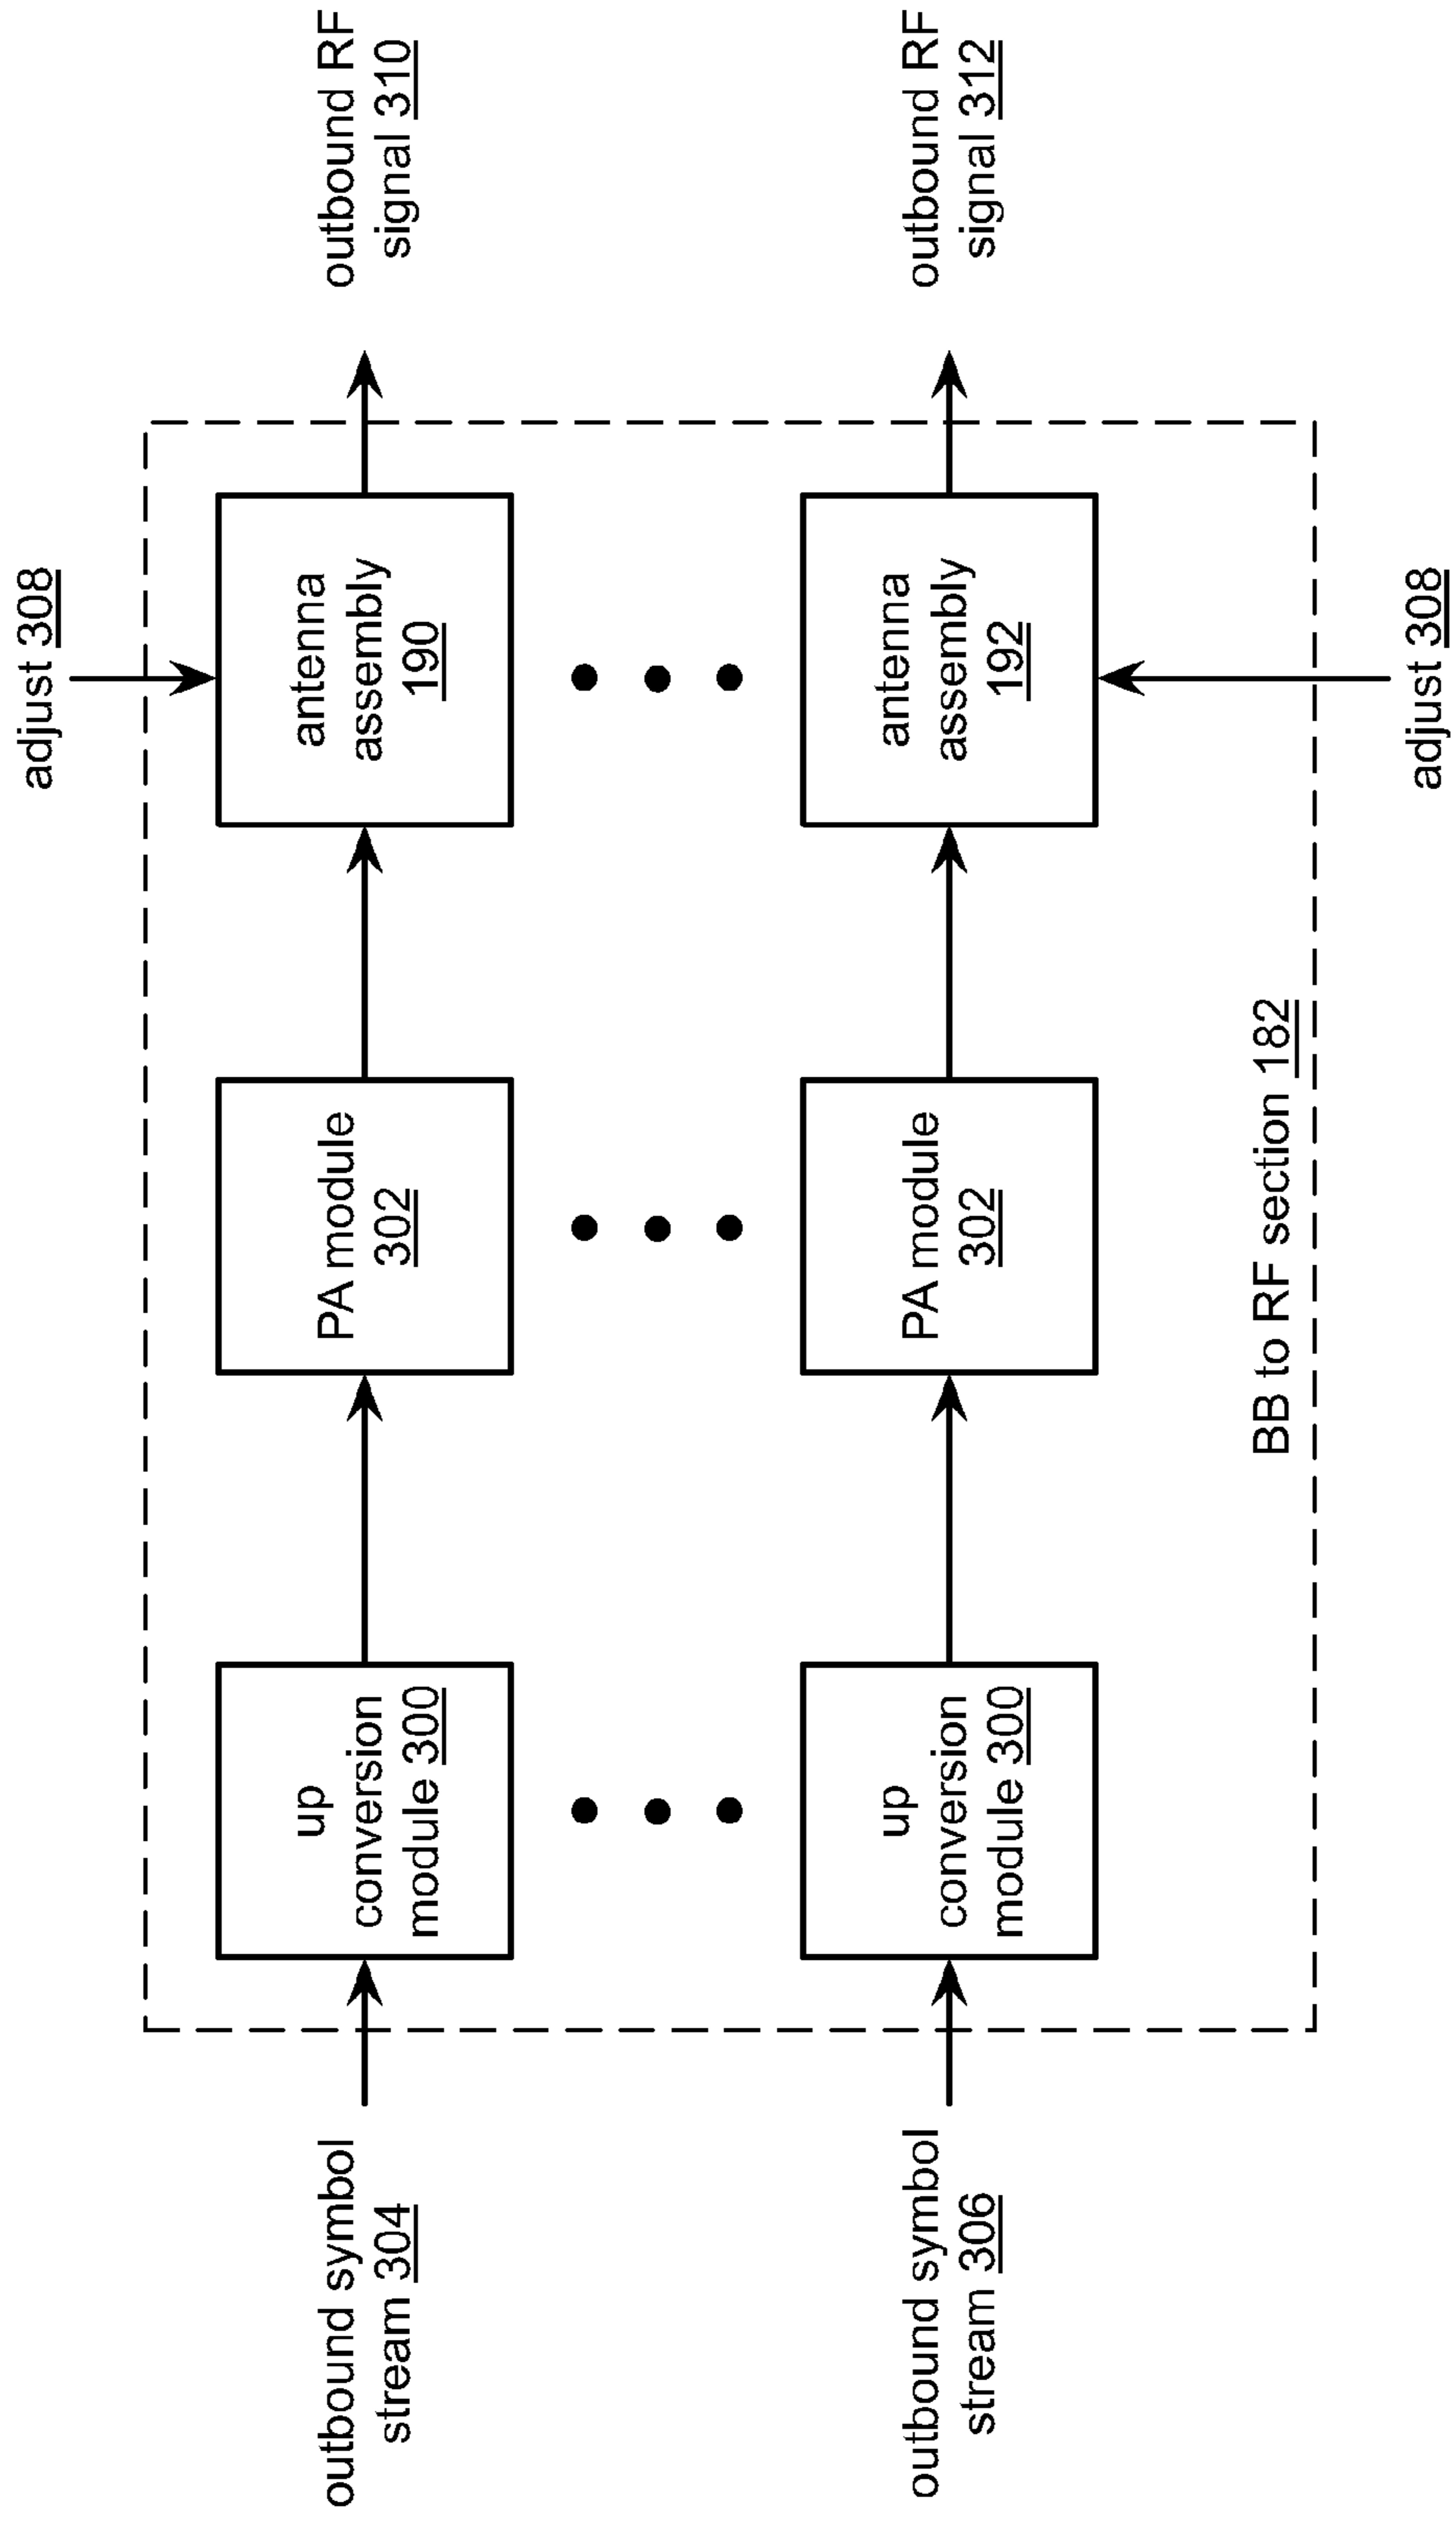 adjust 308
outbound symbol
stream 304
up
conversion
module 300
PA module
302
antenna
assembly
190
outbound RF
signal 310
outbound symbol
stream 306
up
conversion
module 300
PA module
302
antenna
assembly
192
outbound RF
signal 312
BB to RF section 182
adjust 308